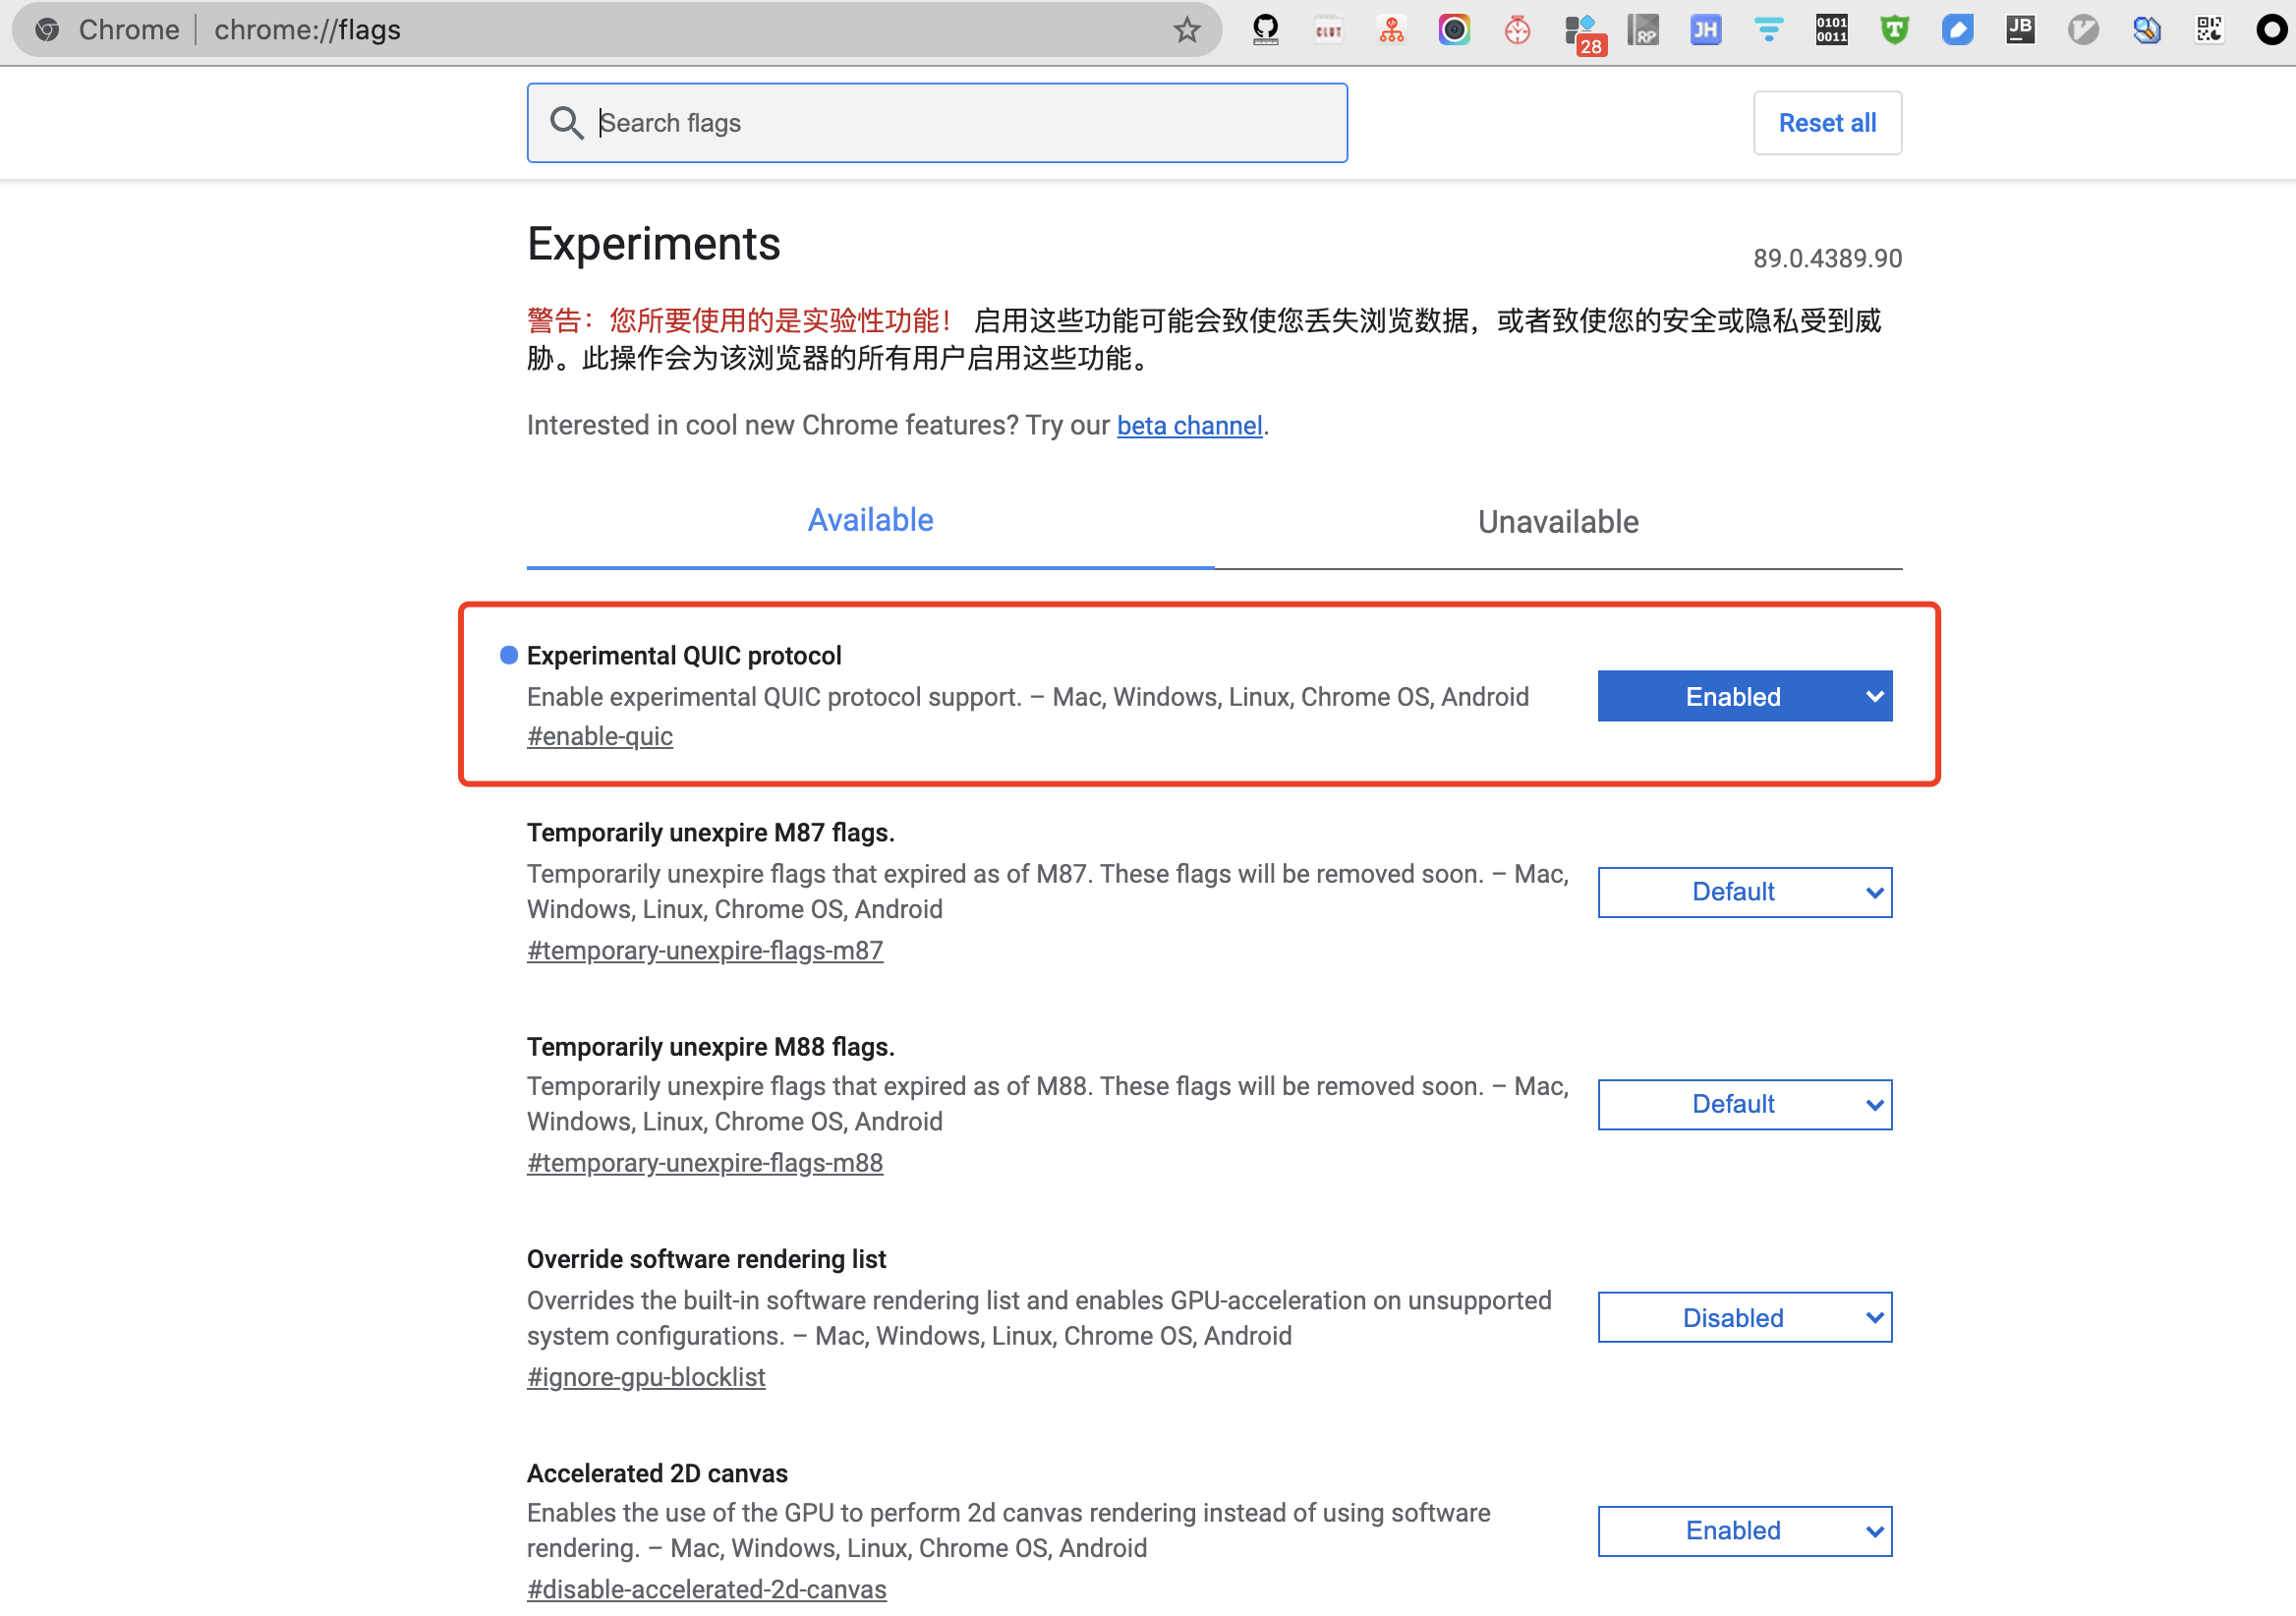 Chrome | chrome://flags
CLUT
28
RP
JH
0101
0011
T
JB
Search flags
Reset all
Experiments
89.0.4389.90
警告：您所要使用的是实验性功能！ 启用这些功能可能会致使您丢失浏览数据，或者致使您的安全或隐私受到威
胁。此操作会为该浏览器的所有用户启用这些功能。
Interested in cool new Chrome features? Try our beta channel.
Available
Unavailable
Experimental QUIC protocol
Enable experimental QUIC protocol support. – Mac, Windows, Linux, Chrome OS, Android
#enable-quic
Enabled
Temporarily unexpire M87 flags.
Temporarily unexpire flags that expired as of M87. These flags will be removed soon. – Mac,
Windows, Linux, Chrome OS, Android
#temporary-unexpire-flags-m87
Default
Temporarily unexpire M88 flags.
Temporarily unexpire flags that expired as of M88. These flags will be removed soon. – Mac,
Windows, Linux, Chrome OS, Android
#temporary-unexpire-flags-m88
Default
Override software rendering list
Overrides the built-in software rendering list and enables GPU-acceleration on unsupported
system configurations. – Mac, Windows, Linux, Chrome OS, Android
#ignore-gpu-blocklist
Disabled
Accelerated 2D canvas
Enables the use of the GPU to perform 2d canvas rendering instead of using software
rendering. – Mac, Windows, Linux, Chrome OS, Android
#disable-accelerated-2d-canvas
Enabled